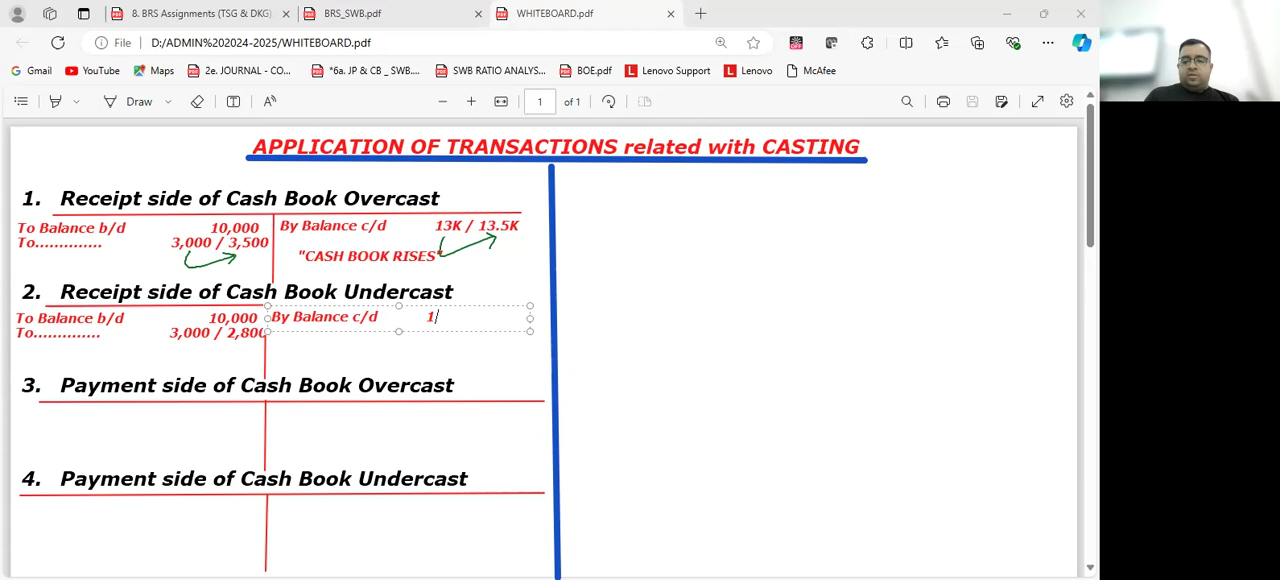 8. BRS Assignments (TSG & DKG)
BRS_SWB.pdf
WHITEBOARD.pdf
File D:/ADMIN%202024-2025/WHITEBOARD.pdf
Gmail YouTube Maps 2e. JOURNAL - CO... *6a. JP & CB _ SWB.... SWB RATIO ANALYS... BOE.pdf Lenovo Support Lenovo McAfee
Draw 1 of 1
APPLICATION OF TRANSACTIONS related with CASTING
1. Receipt side of Cash Book Overcast
To Balance b/d 10,000 By Balance c/d 13K / 13.5K
To.............. 3,000 / 3,500
"CASH BOOK RISES"
2. Receipt side of Cash Book Undercast
To Balance b/d 10,000 By Balance c/d 1
To.............. 3,000 / 2,800
3. Payment side of Cash Book Overcast
4. Payment side of Cash Book Undercast